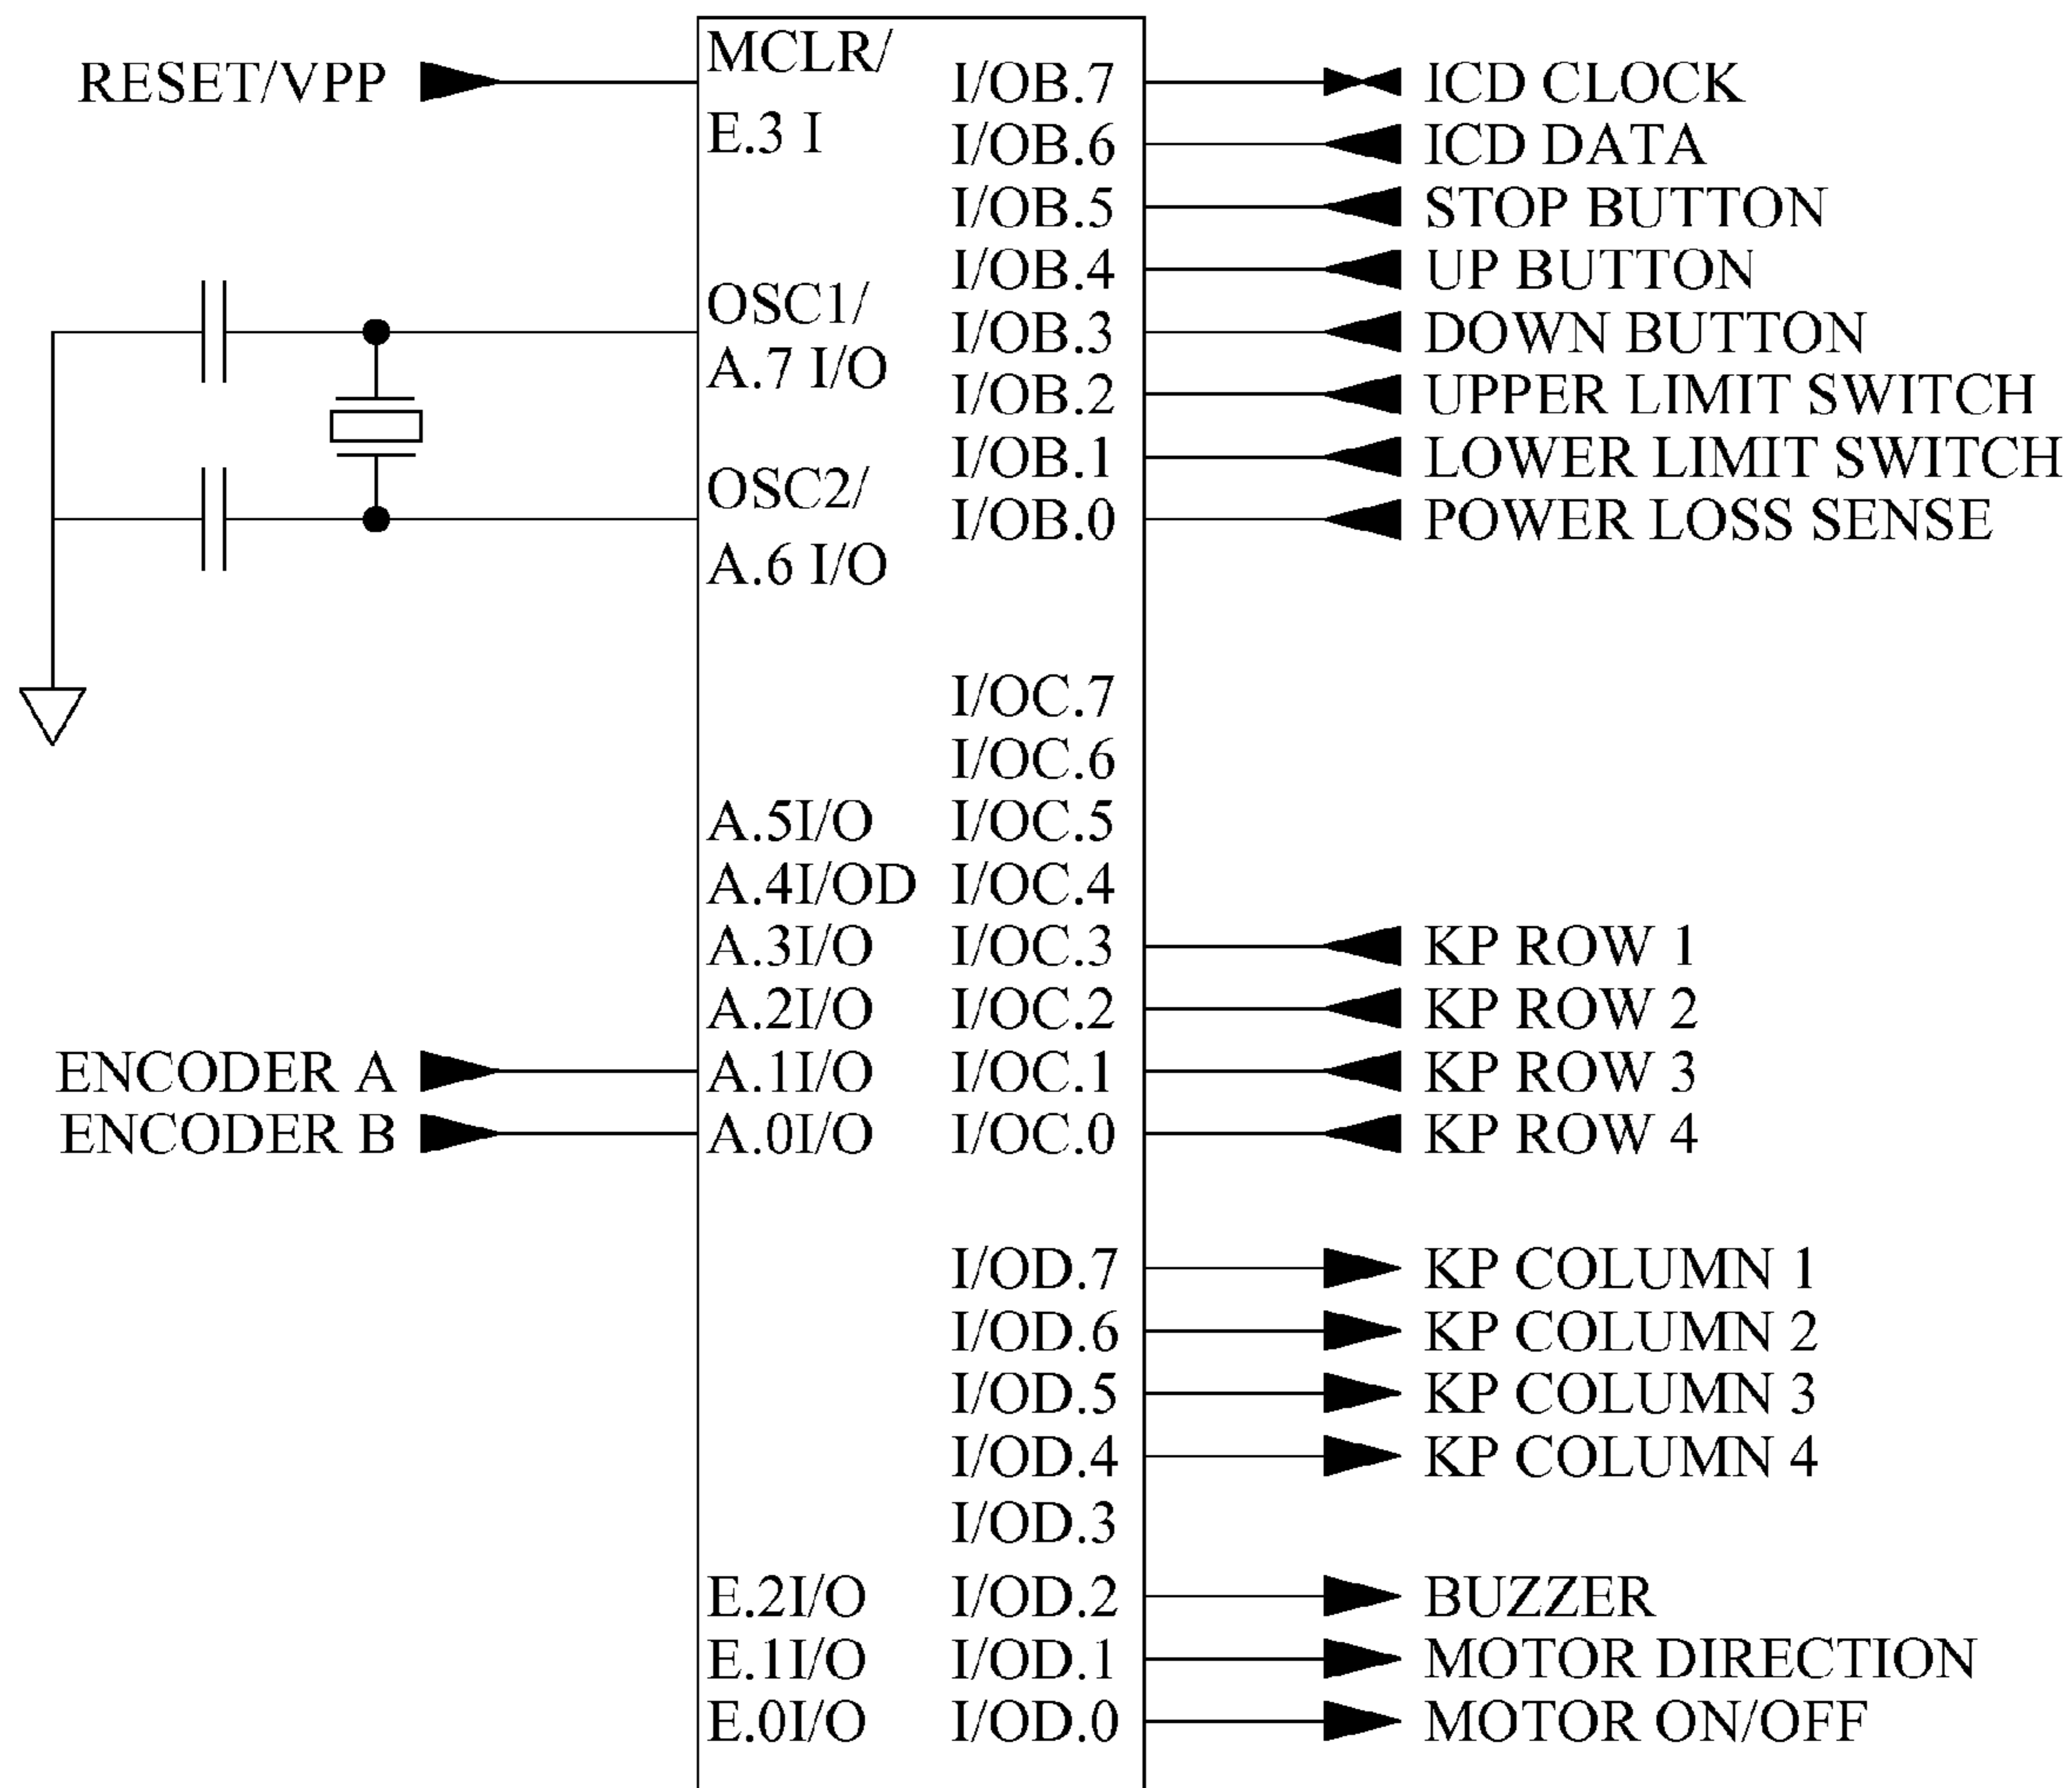 RESET/VPP MCLR/ I/OB.7 ICD CLOCK
E.3 I I/OB.6 ICD DATA
I/OB.5 STOP BUTTON
I/OB.4 UP BUTTON
OSC1/ I/OB.3 DOWN BUTTON
A.7 I/O I/OB.2 UPPER LIMIT SWITCH
I/OB.1 LOWER LIMIT SWITCH
OSC2/ I/OB.0 POWER LOSS SENSE
A.6 I/O
I/OC.7
I/OC.6
A.5I/O I/OC.5
A.4I/OD I/OC.4
A.3I/O I/OC.3 KP ROW 1
A.2I/O I/OC.2 KP ROW 2
ENCODER A A.1I/O I/OC.1 KP ROW 3
ENCODER B A.0I/O I/OC.0 KP ROW 4
I/OD.7 KP COLUMN 1
I/OD.6 KP COLUMN 2
I/OD.5 KP COLUMN 3
I/OD.4 KP COLUMN 4
I/OD.3
E.2I/O I/OD.2 BUZZER
E.1I/O I/OD.1 MOTOR DIRECTION
E.0I/O I/OD.0 MOTOR ON/OFF